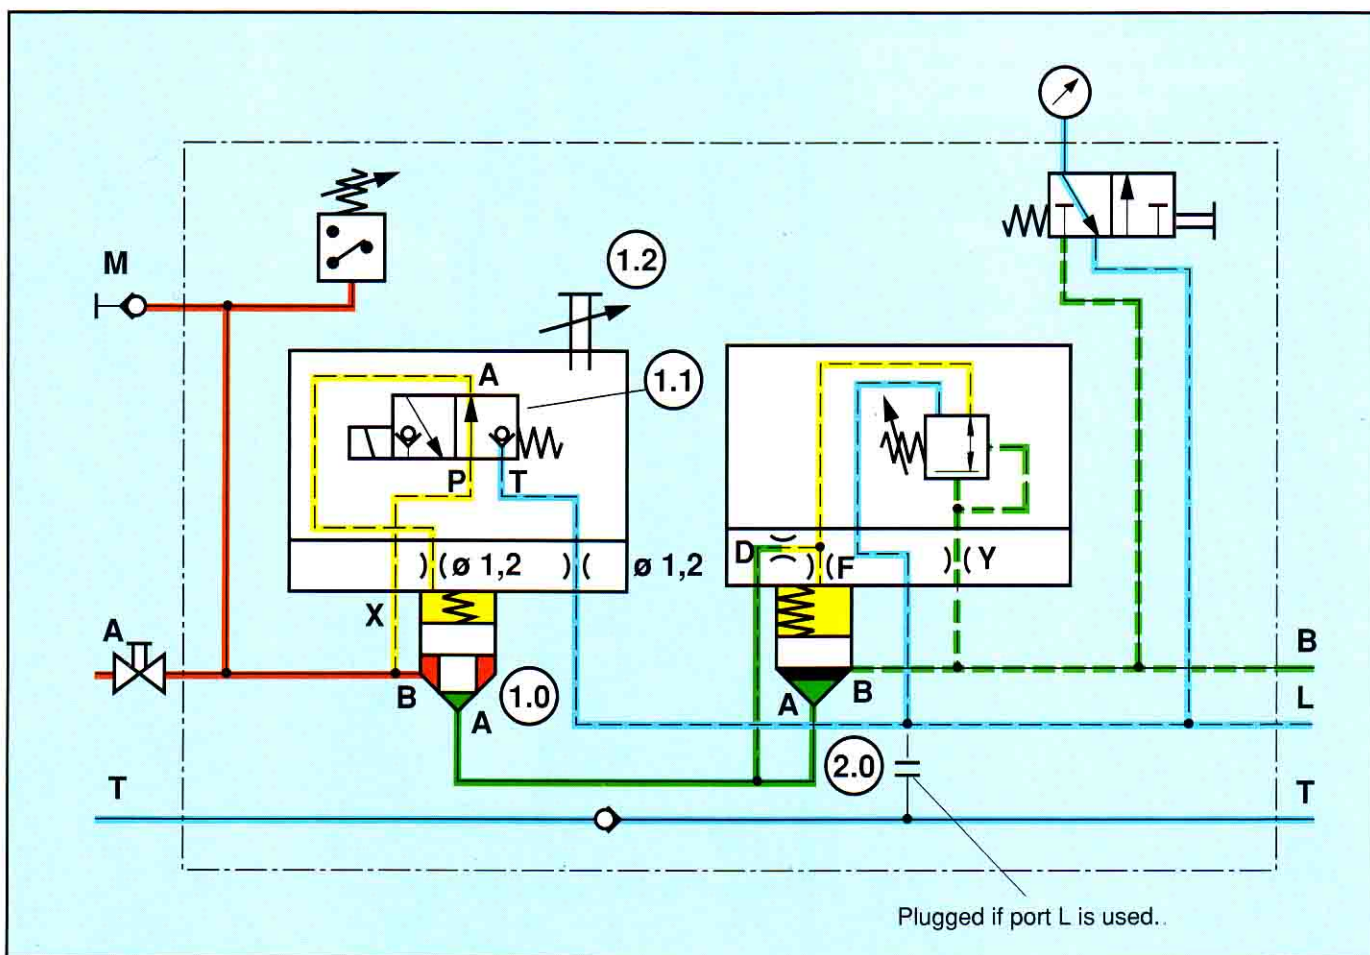 1.2
M
A
1.1
P T
D
ø 1,2 ø 1,2 F Y
X
A
B
B
1.0
A
A B
L
2.0
T
T
Plugged if port L is used..